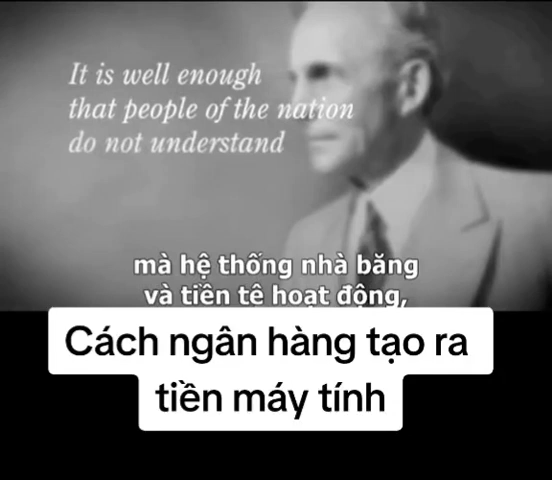 It is well enough
that people of the nation
do not understand
mà hệ thống nhà băng
và tiền tê hoạt động,
Cách ngân hàng tạo ra
tiền máy tính